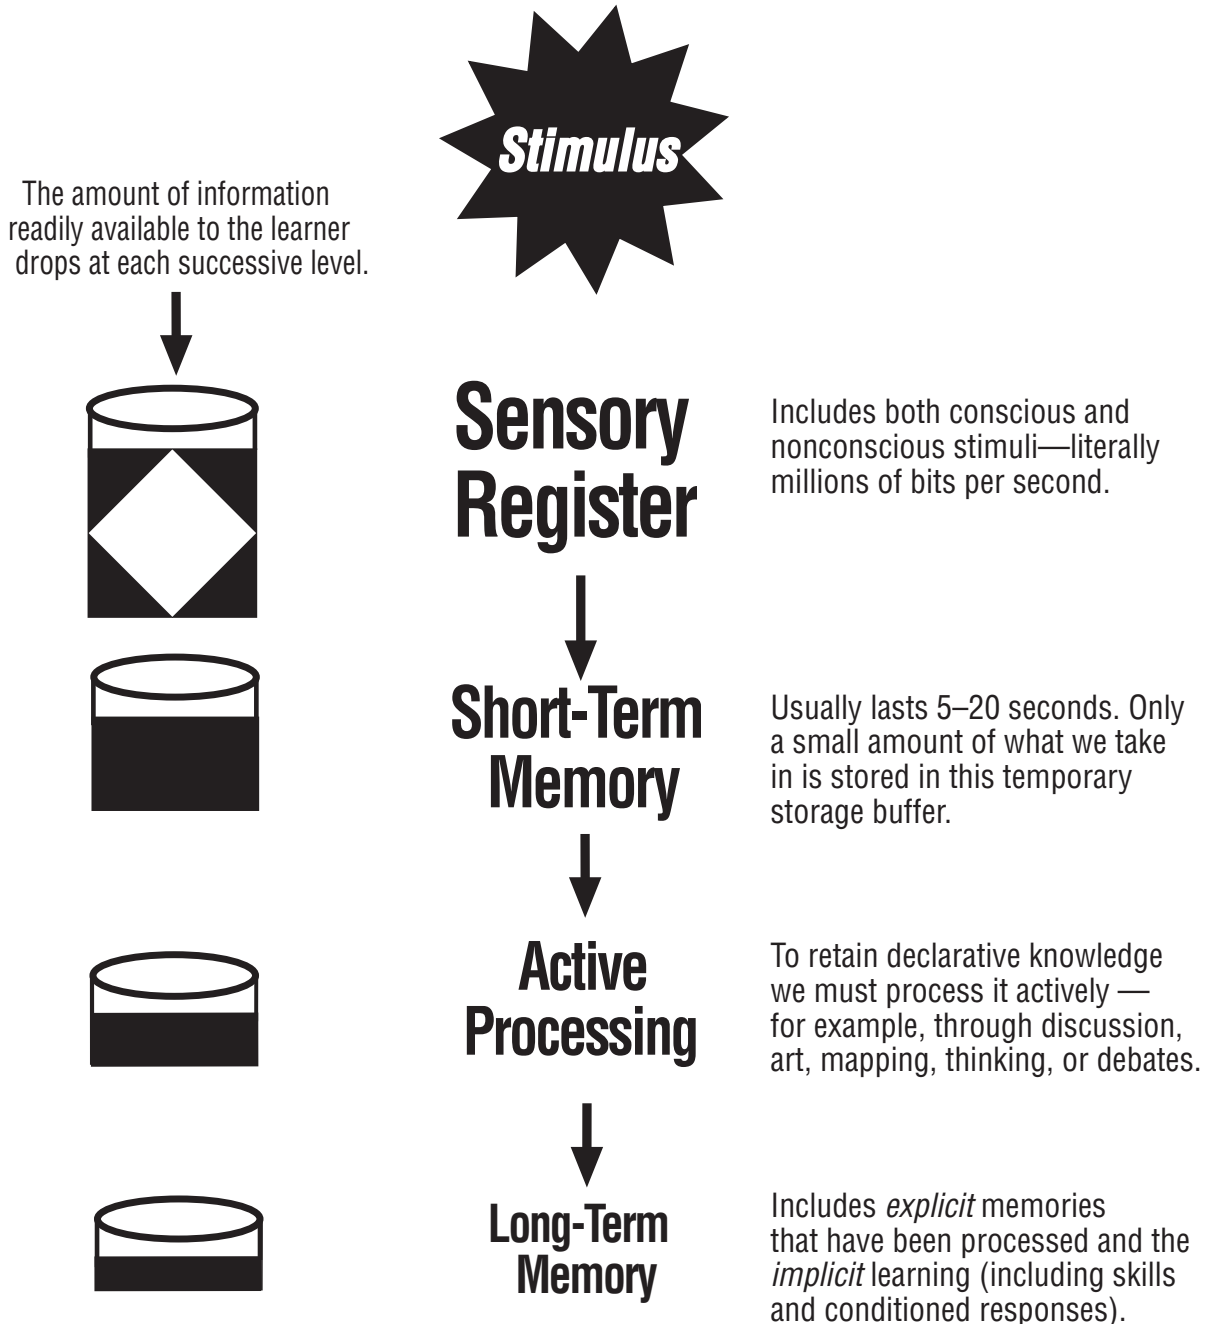 Stimulus
The amount of information
readily available to the learner
drops at each successive level.
Sensory
Register
Includes both conscious and
nonconscious stimuli—literally
millions of bits per second.
Short-Term
Memory
Usually lasts 5–20 seconds. Only
a small amount of what we take
in is stored in this temporary
storage buffer.
Active
Processing
To retain declarative knowledge
we must process it actively —
for example, through discussion,
art, mapping, thinking, or debates.
Long-Term
Memory
Includes explicit memories
that have been processed and the
implicit learning (including skills
and conditioned responses).